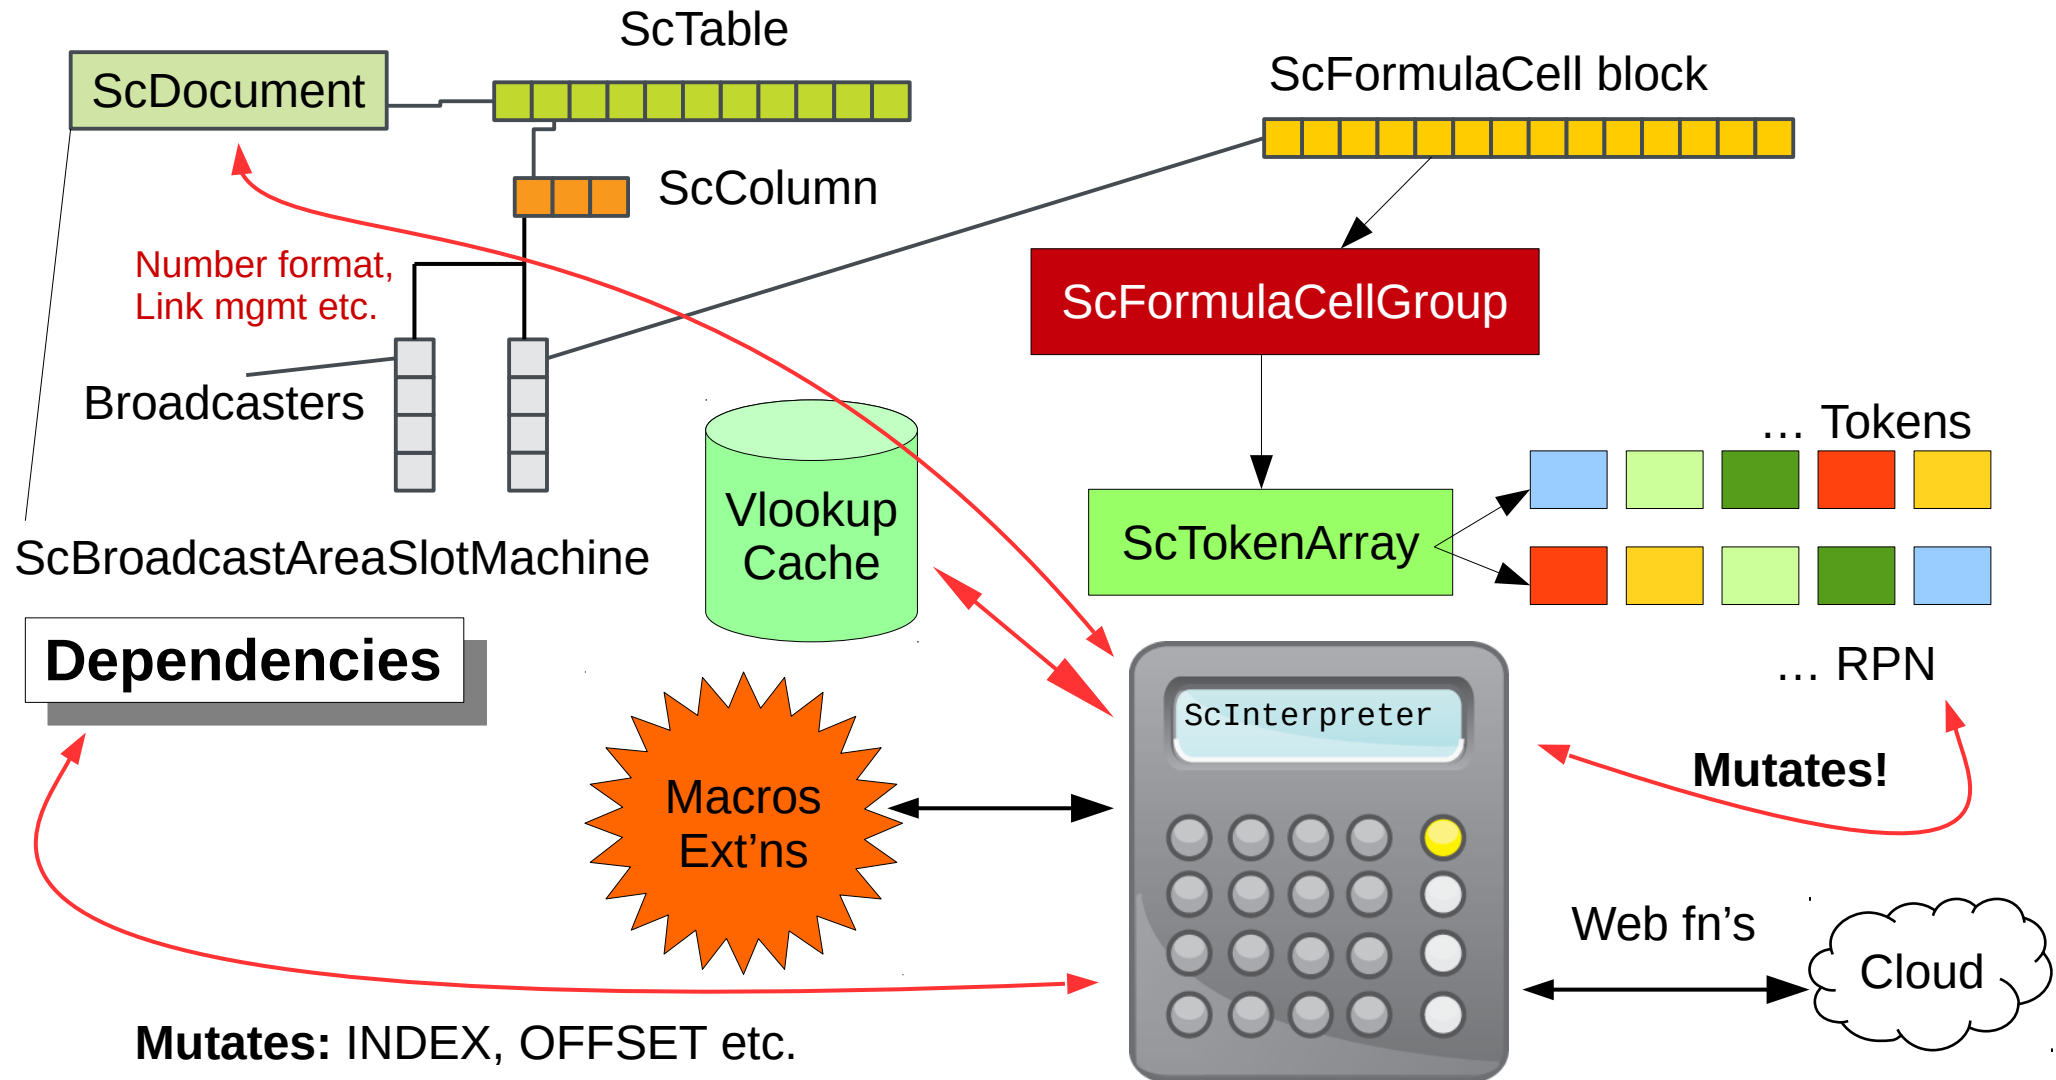 ScTable
ScDocument
ScFormulaCell block
ScColumn
Number format,
Link mgmt etc.
ScFormulaCellGroup
Broadcasters
… Tokens
Vlookup
Cache
ScTokenArray
ScBroadcastAreaSlotMachine
Dependencies
… RPN
ScInterpreter
Mutates!
Macros
Ext’ns
Web fn’s
Cloud
Mutates: INDEX, OFFSET etc.